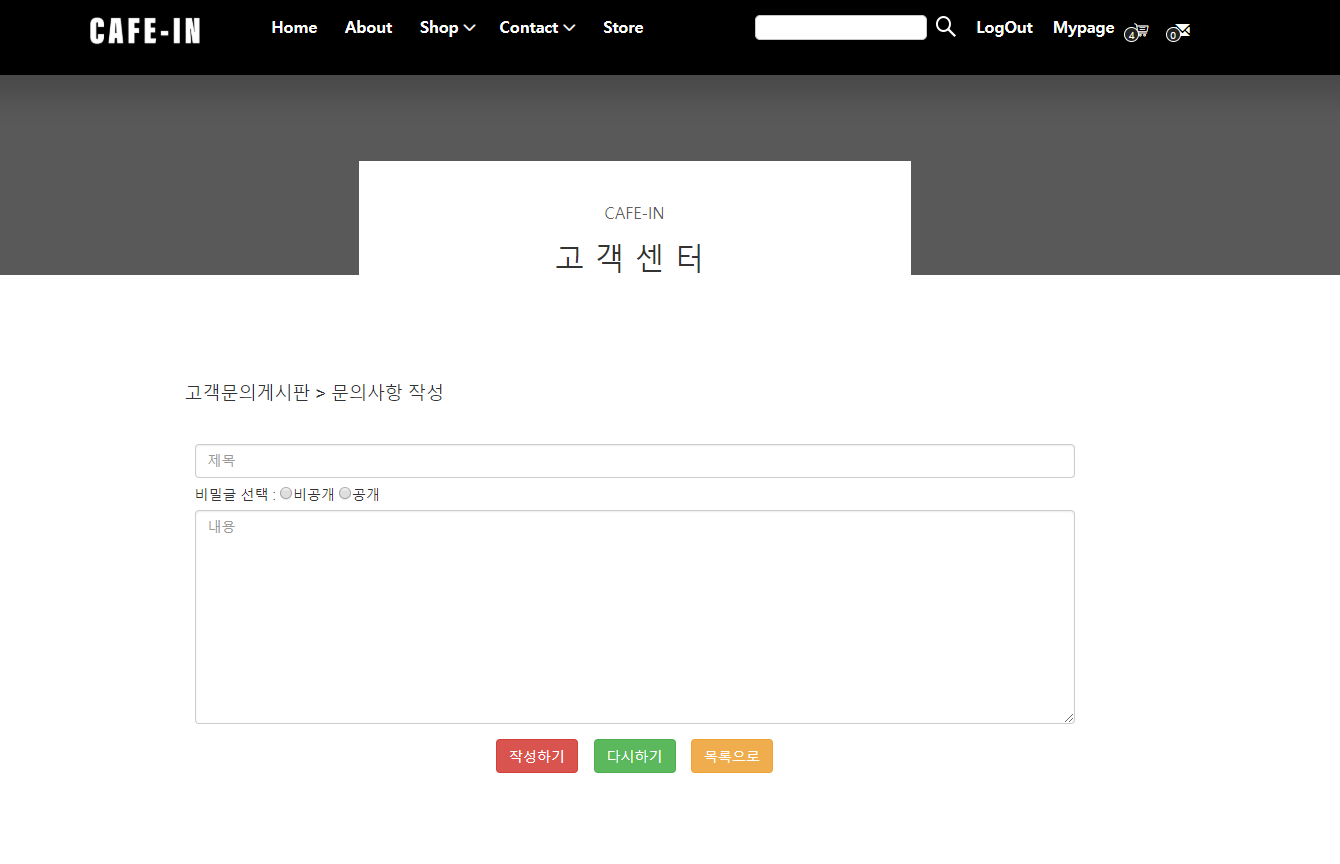 CAFE-IN Home About Shop Contact Store LogOut Mypage 4 0
CAFE-IN
고객센터
고객문의게시판 > 문의사항 작성
제목
비밀글 선택 : 비공개 공개
내용
작성하기 다시하기 목록으로